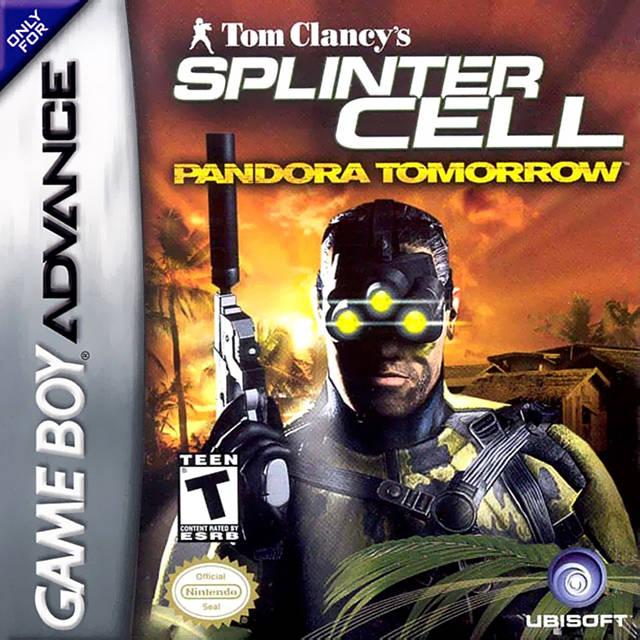 ONLY
FOR
GAME BOY ADVANCE
®
Tom Clancy's
SPLINTER
CELL
PANDORA TOMORROW™
TEEN
T
CONTENT RATED BY
ESRB
Official
Nintendo
Seal
UBISOFT